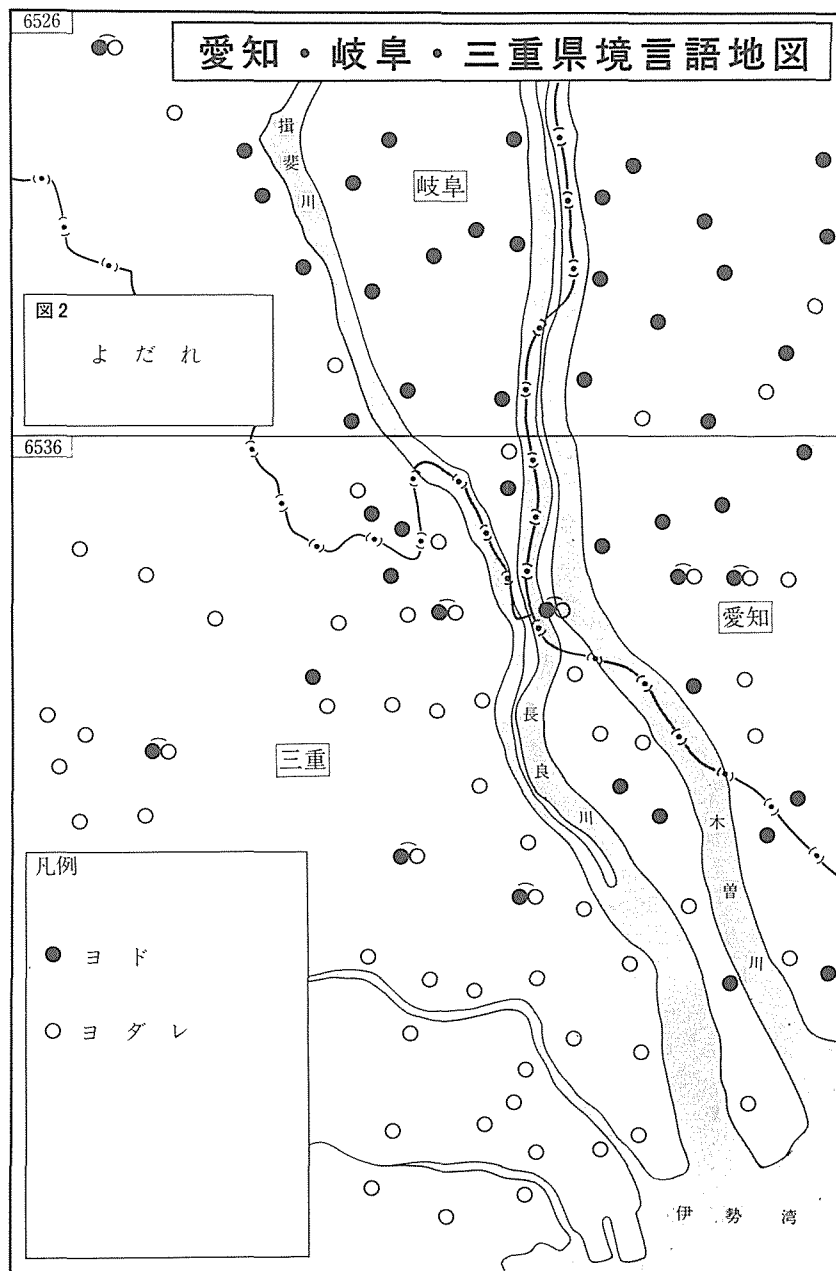 6526
愛知・岐阜・三重県境言語地図
揖斐川
岐阜
図2
よだれ
6536
愛知
長良川
三重
木曽川
凡例
ヨド
ヨダレ
伊勢湾